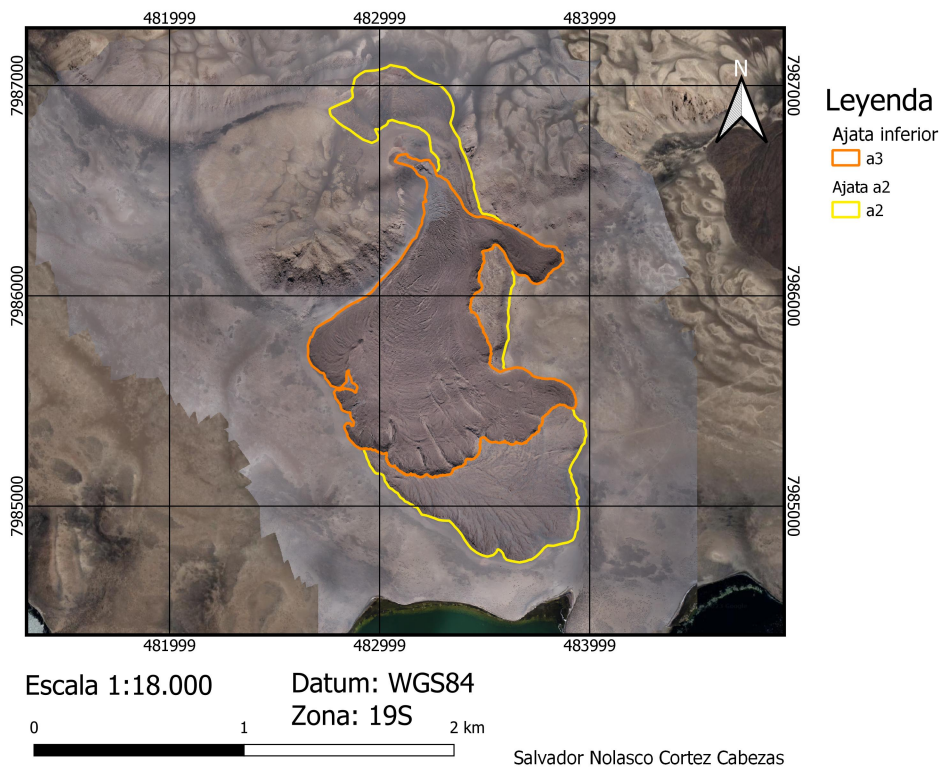 481999 482999 483999
7987000 7987000
N
Leyenda
Ajata inferior
a3
Ajata a2
a2
7986000 7986000
7985000 7985000
481999 482999 483999
Escala 1:18.000
Datum: WGS84
Zona: 19S
0 1 2 km
Salvador Nolasco Cortez Cabezas